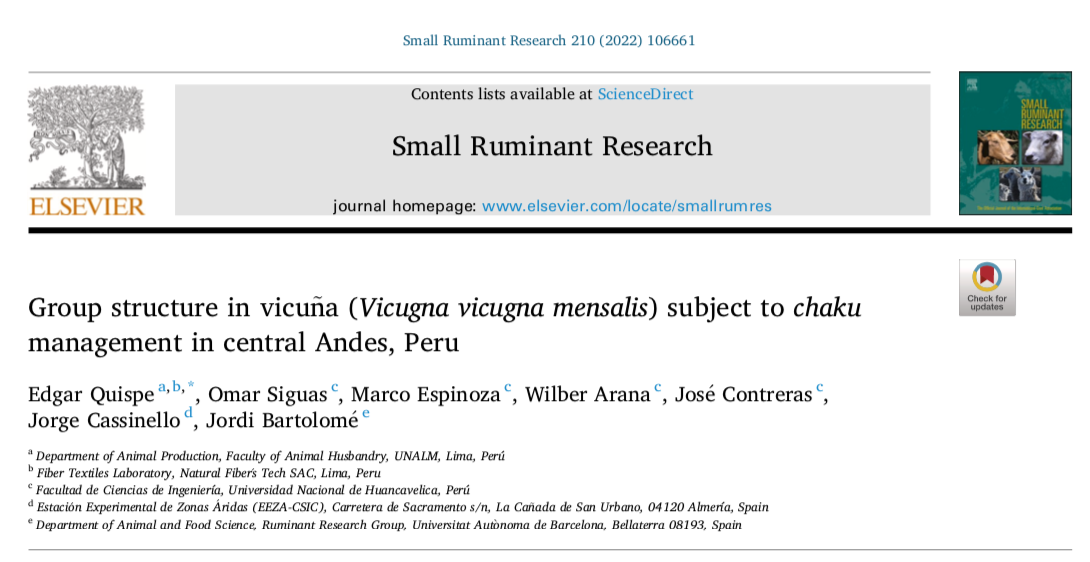 Small Ruminant Research 210 (2022) 106661
Contents lists available at ScienceDirect
Small Ruminant Research
journal homepage: www.elsevier.com/locate/smallrumres
ELSEVIER
SMALL
RUMINANT
RESEARCH
Check for
updates
Group structure in vicuña (Vicugna vicugna mensalis) subject to chaku
management in central Andes, Peru
Edgar Quispe a,b,*, Omar Siguas c, Marco Espinoza c, Wilber Arana c, José Contreras c,
Jorge Cassinello d, Jordi Bartolomé e
a Department of Animal Production, Faculty of Animal Husbandry, UNALM, Lima, Perú
b Fiber Textiles Laboratory, Natural Fiber's Tech SAC, Lima, Peru
c Facultad de Ciencias de Ingeniería, Universidad Nacional de Huancavelica, Perú
d Estación Experimental de Zonas Áridas (EEZA-CSIC), Carretera de Sacramento s/n, La Cañada de San Urbano, 04120 Almería, Spain
e Department of Animal and Food Science, Ruminant Research Group, Universitat Autònoma de Barcelona, Bellaterra 08193, Spain